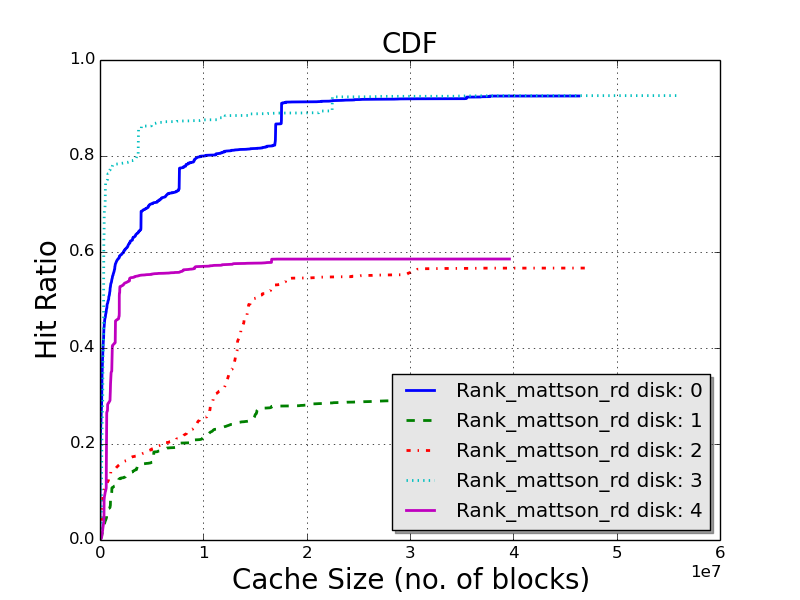 CDF
1.0
0.8
0.6
0.4
0.2
0.0
Hit Ratio
Rank_mattson_rd disk: 0
Rank_mattson_rd disk: 1
Rank_mattson_rd disk: 2
Rank_mattson_rd disk: 3
Rank_mattson_rd disk: 4
0 1 2 3 4 5 6
1e7
Cache Size (no. of blocks)